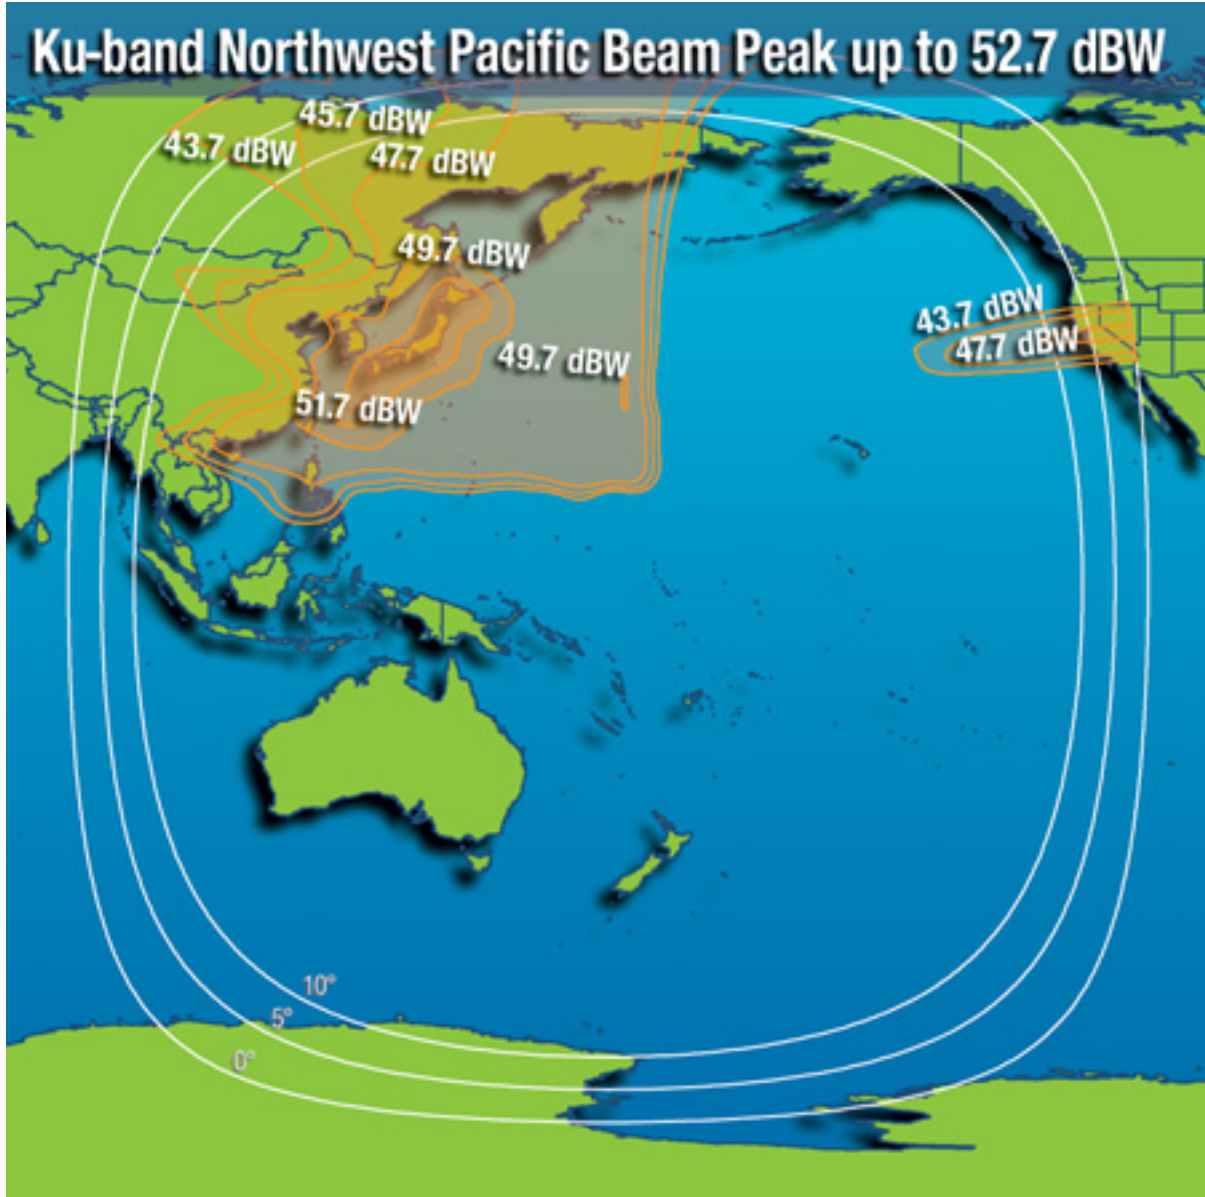 Ku-band Northwest Pacific Beam Peak up to 52.7 dBW
45.7 dBW
43.7 dBW
47.7 dBW
49.7 dBW
43.7 dBW
47.7 dBW
49.7 dBW
51.7 dBW
10°
5°
0°